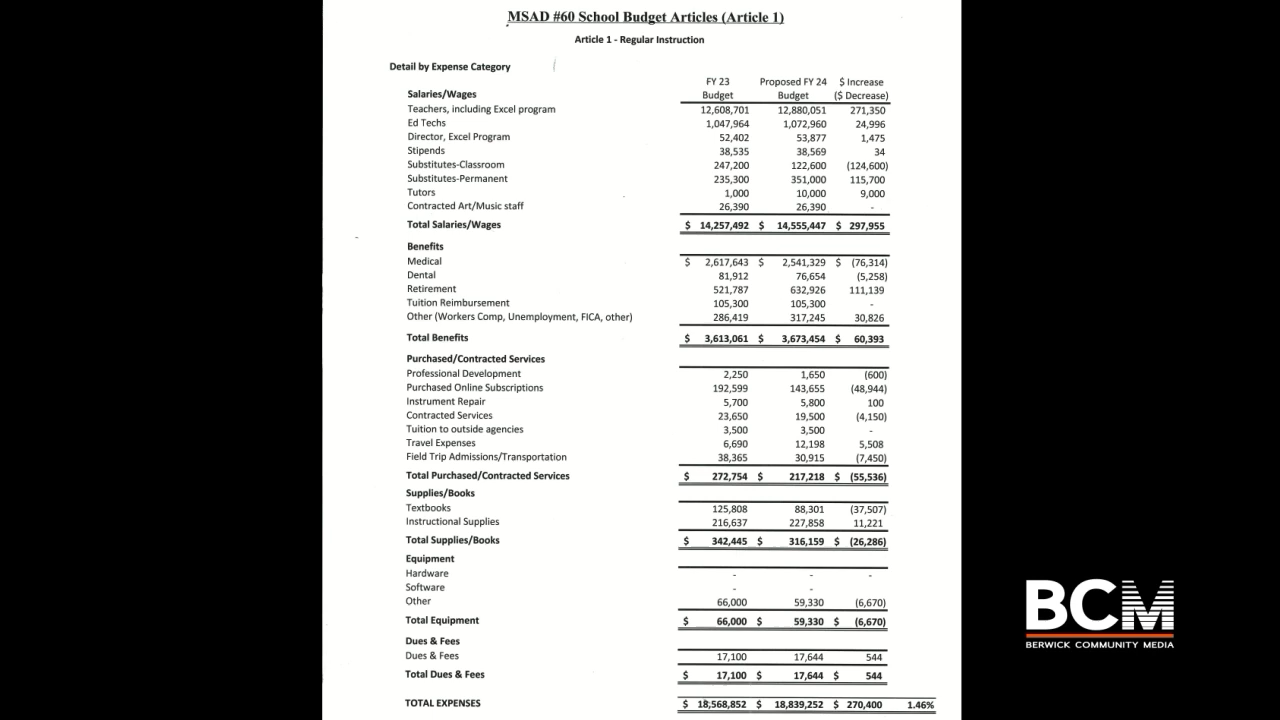 MSAD #60 School Budget Articles (Article 1)
Article 1 - Regular Instruction
Detail by Expense Category
FY 23 Proposed FY 24 $ Increase
Salaries/Wages Budget Budget ($ Decrease)
Teachers, including Excel program 12,608,701 12,880,051 271,350
Ed Techs 1,047,964 1,072,960 24,996
Director, Excel Program 52,402 53,877 1,475
Stipends 38,535 38,569 34
Substitutes-Classroom 247,200 122,600 (124,600)
Substitutes-Permanent 235,300 351,000 115,700
Tutors 1,000 10,000 9,000
Contracted Art/Music staff 26,390 26,390 -
Total Salaries/Wages $ 14,257,492 $ 14,555,447 $ 297,955
Benefits
Medical $ 2,617,643 $ 2,541,329 $ (76,314)
Dental 81,912 76,654 (5,258)
Retirement 521,787 632,926 111,139
Tuition Reimbursement 105,300 105,300 -
Other (Workers Comp, Unemployment, FICA, other) 286,419 317,245 30,826
Total Benefits $ 3,613,061 $ 3,673,454 $ 60,393
Purchased/Contracted Services
Professional Development 2,250 1,650 (600)
Purchased Online Subscriptions 192,599 143,655 (48,944)
Instrument Repair 5,700 5,800 100
Contracted Services 23,650 19,500 (4,150)
Tuition to outside agencies 3,500 3,500 -
Travel Expenses 6,690 12,198 5,508
Field Trip Admissions/Transportation 38,365 30,915 (7,450)
Total Purchased/Contracted Services $ 272,754 $ 217,218 $ (55,536)
Supplies/Books
Textbooks 125,808 88,301 (37,507)
Instructional Supplies 216,637 227,858 11,221
Total Supplies/Books $ 342,445 $ 316,159 $ (26,286)
Equipment
Hardware - - -
Software - -
Other 66,000 59,330 (6,670)
Total Equipment $ 66,000 $ 59,330 $ (6,670)
Dues & Fees
Dues & Fees 17,100 17,644 544
Total Dues & Fees $ 17,100 $ 17,644 $ 544
TOTAL EXPENSES $ 18,568,852 $ 18,839,252 $ 270,400 1.46%
BCM
BERWICK COMMUNITY MEDIA